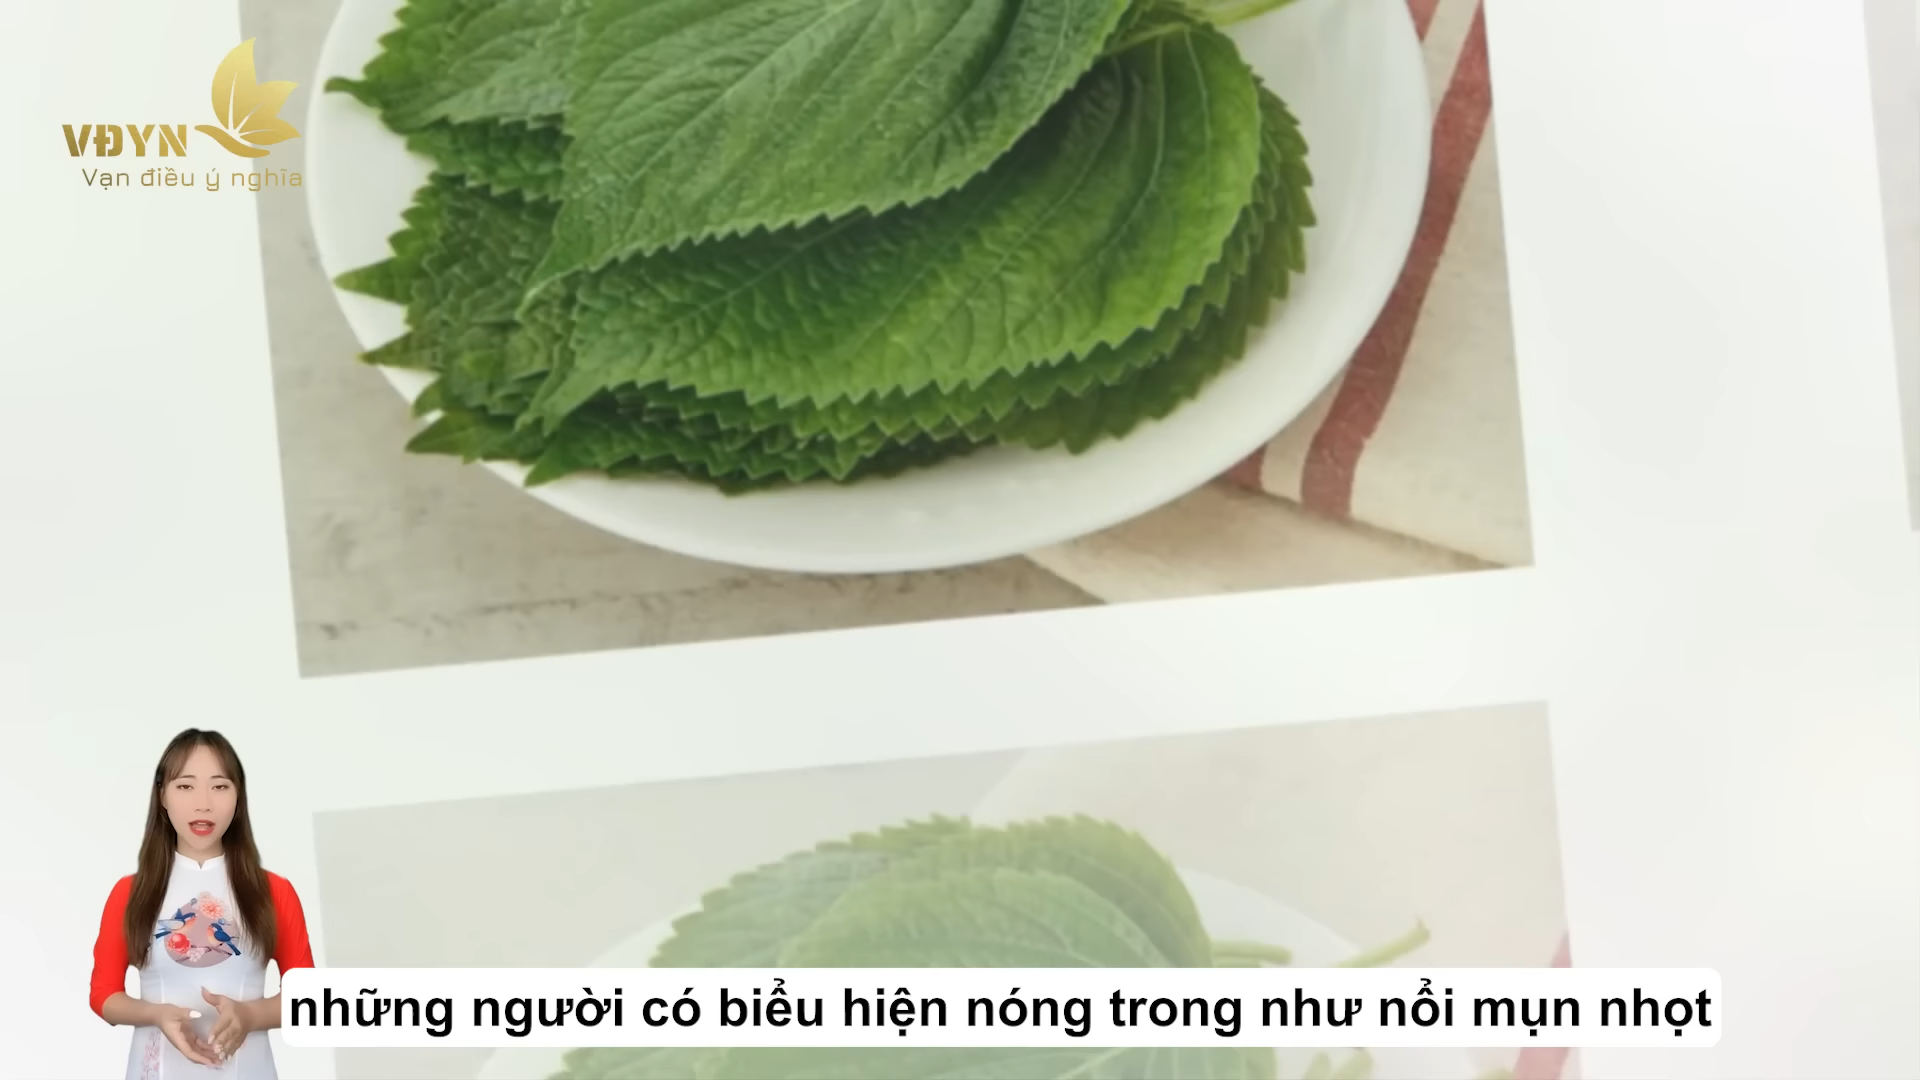 VĐYN
Vạn điều ý nghĩa
những người có biểu hiện nóng trong như nổi mụn nhọt